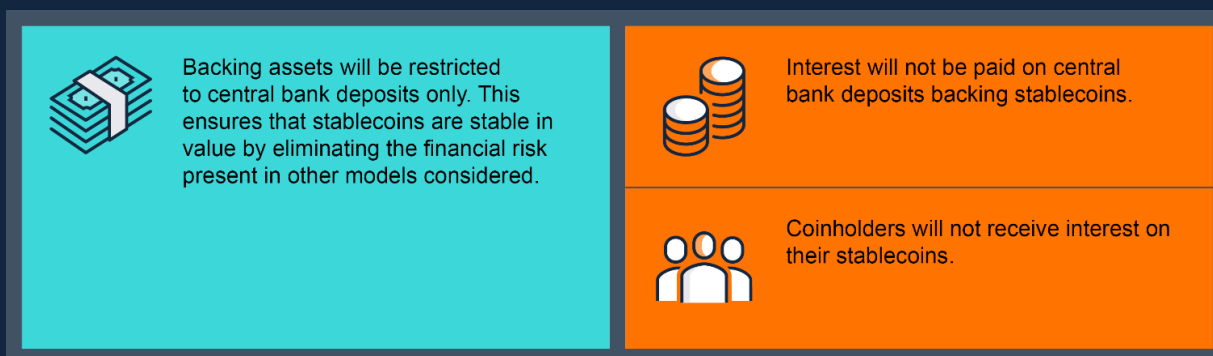 Backing assets will be restricted
to central bank deposits only. This
ensures that stablecoins are stable in
value by eliminating the financial risk
present in other models considered.
Interest will not be paid on central
bank deposits backing stablecoins.
Coinholders will not receive interest on
their stablecoins.